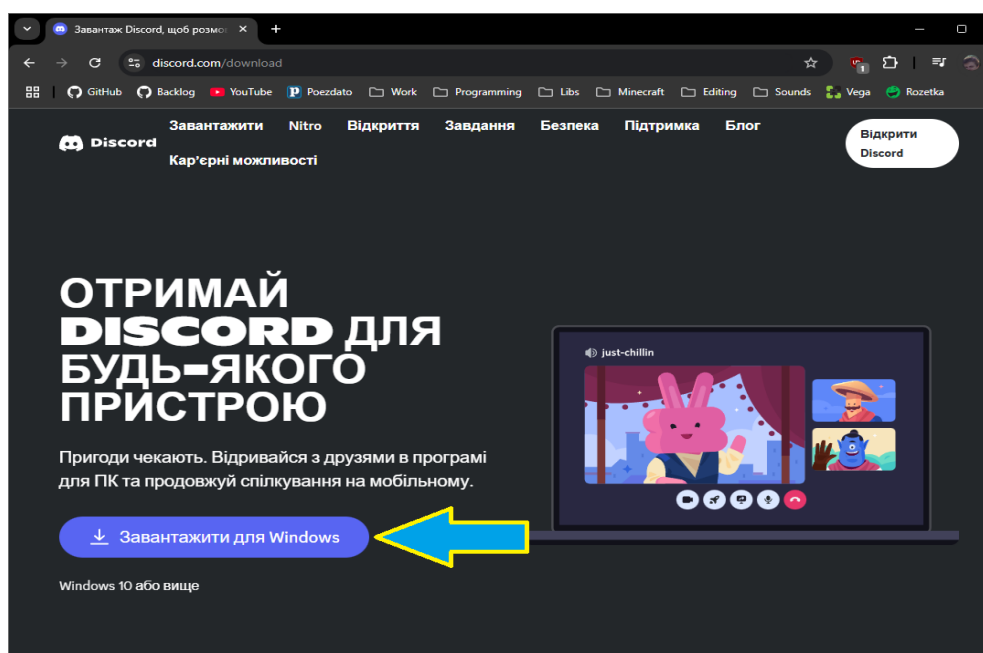 Завантаж Discord, щоб розмо
discord.com/download
1
GitHub Backlog YouTube Poezdato Work Programming Libs Minecraft Editing Sounds Vega Rozetka
Discord
Завантажити Nitro Відкриття Завдання Безпека Підтримка Блог
Кар'єрні можливості
Відкрити
Discord
ОТРИМАЙ
DISCORD ДЛЯ
БУДЬ-ЯКОГО
ПРИСТРОЮ
Пригоди чекають. Відривайся з друзями в програмі
для ПК та продовжуй спілкування на мобільному.
Завантажити для Windows
Windows 10 або вище
just-chillin